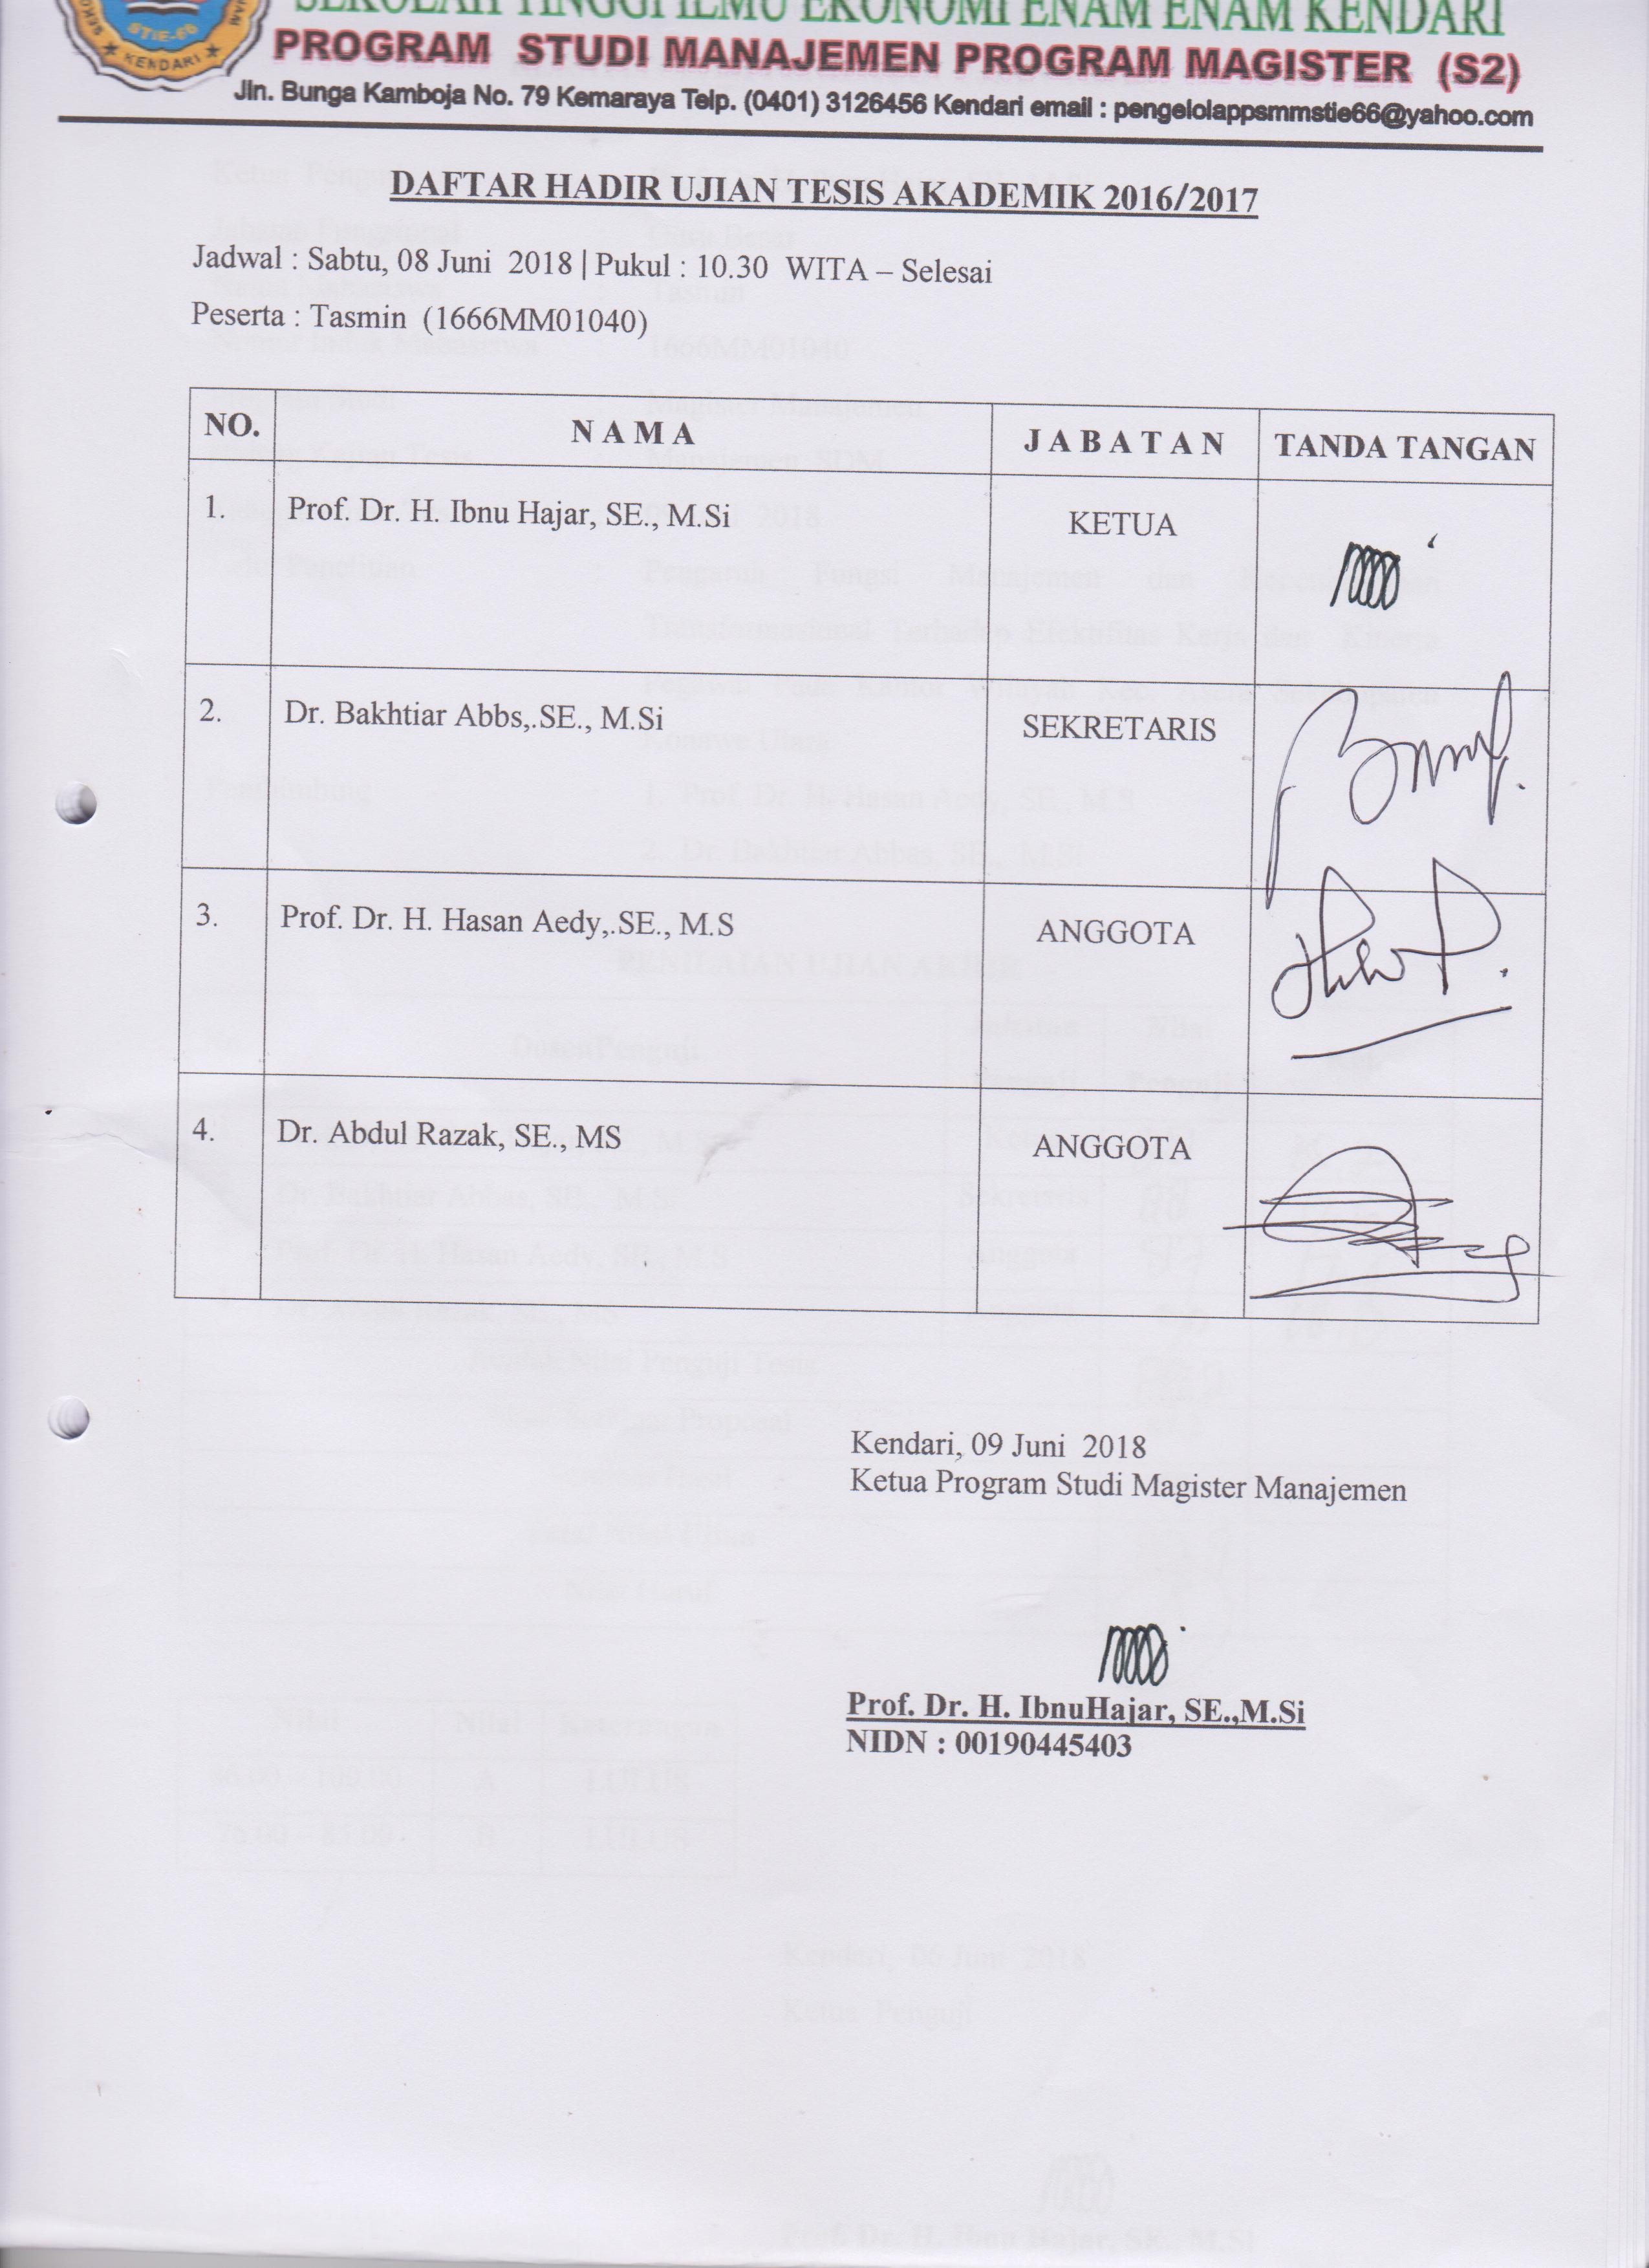 SEKOLAH TINGGI ILMU EKONOMI ENAM ENAM KENDARI
STIE-66
KENDARI
PROGRAM STUDI MANAJEMEN PROGRAM MAGISTER (S2)
Jln. Bunga Kamboja No. 79 Kemaraya Telp. (0401) 3126456 Kendari email : pengelolappsmmstie66@yahoo.com
DAFTAR HADIR UJIAN TESIS AKADEMIK 2016/2017
Jadwal : Sabtu, 08 Juni 2018 | Pukul : 10.30 WITA – Selesai
Peserta : Tasmin (1666MM01040)
NO. N A M A J A B A T A N TANDA TANGAN
1. Prof. Dr. H. Ibnu Hajar, SE., M.Si KETUA
2. Dr. Bakhtiar Abbs,.SE., M.Si SEKRETARIS
3. Prof. Dr. H. Hasan Aedy,.SE., M.S ANGGOTA
4. Dr. Abdul Razak, SE., MS ANGGOTA
Kendari, 09 Juni 2018
Ketua Program Studi Magister Manajemen
Prof. Dr. H. IbnuHajar, SE.,M.Si
NIDN : 00190445403